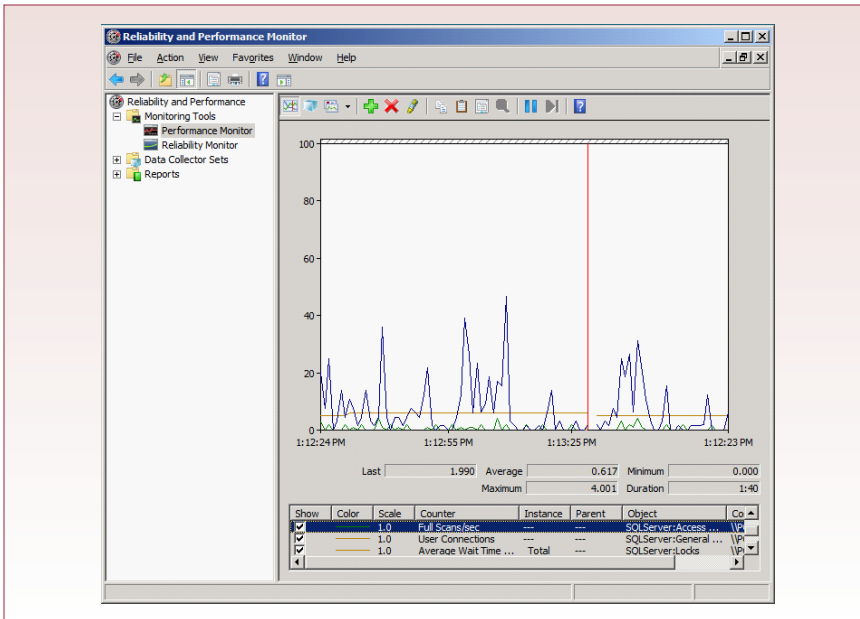 Reliability and Performance Monitor
File Action View Favorites Window Help
Reliability and Performance
Monitoring Tools
Performance Monitor
Reliability Monitor
Data Collector Sets
Reports
100
80
60
40
20
0
1:12:24 PM 1:12:55 PM 1:13:25 PM 1:12:23 PM
Last 1.990 Average 0.617 Minimum 0.000
Maximum 4.001 Duration 1:40
Show Color Scale Counter Instance Parent Object Co
1.0 Full Scans/sec --- --- SQLServer:Access ...
1.0 User Connections --- --- SQLServer:General ...
1.0 Average Wait Time ... Total --- SQLServer:Locks